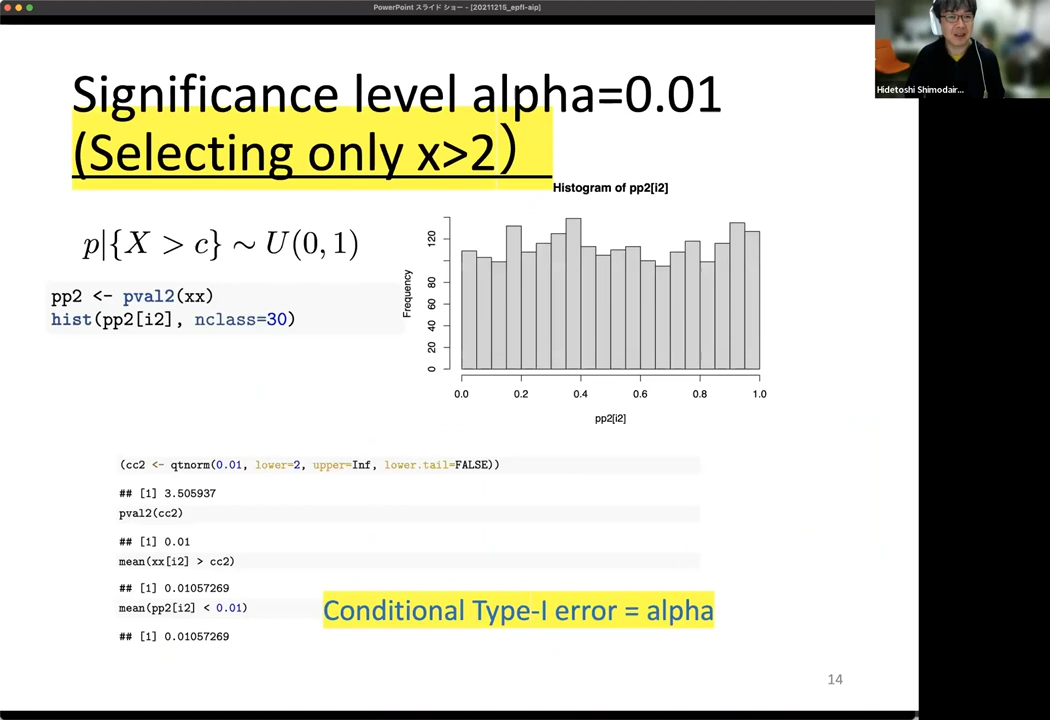 PowerPoint スライド ショー - [20211215_epfl-aip]
Hidetoshi Shimodair...
Significance level alpha=0.01
(Selecting only x>2）
Histogram of pp2[i2]
p|{X > c} ∼ U(0, 1)
pp2 <- pval2(xx)
hist(pp2[i2], nclass=30)
Frequency
0 20 40 60 80 120
0.0 0.2 0.4 0.6 0.8 1.0
pp2[i2]
(cc2 <- qtnorm(0.01, lower=2, upper=Inf, lower.tail=FALSE))
## [1] 3.505937
pval2(cc2)
## [1] 0.01
mean(xx[i2] > cc2)
## [1] 0.01057269
mean(pp2[i2] < 0.01)
## [1] 0.01057269
Conditional Type-I error = alpha
14